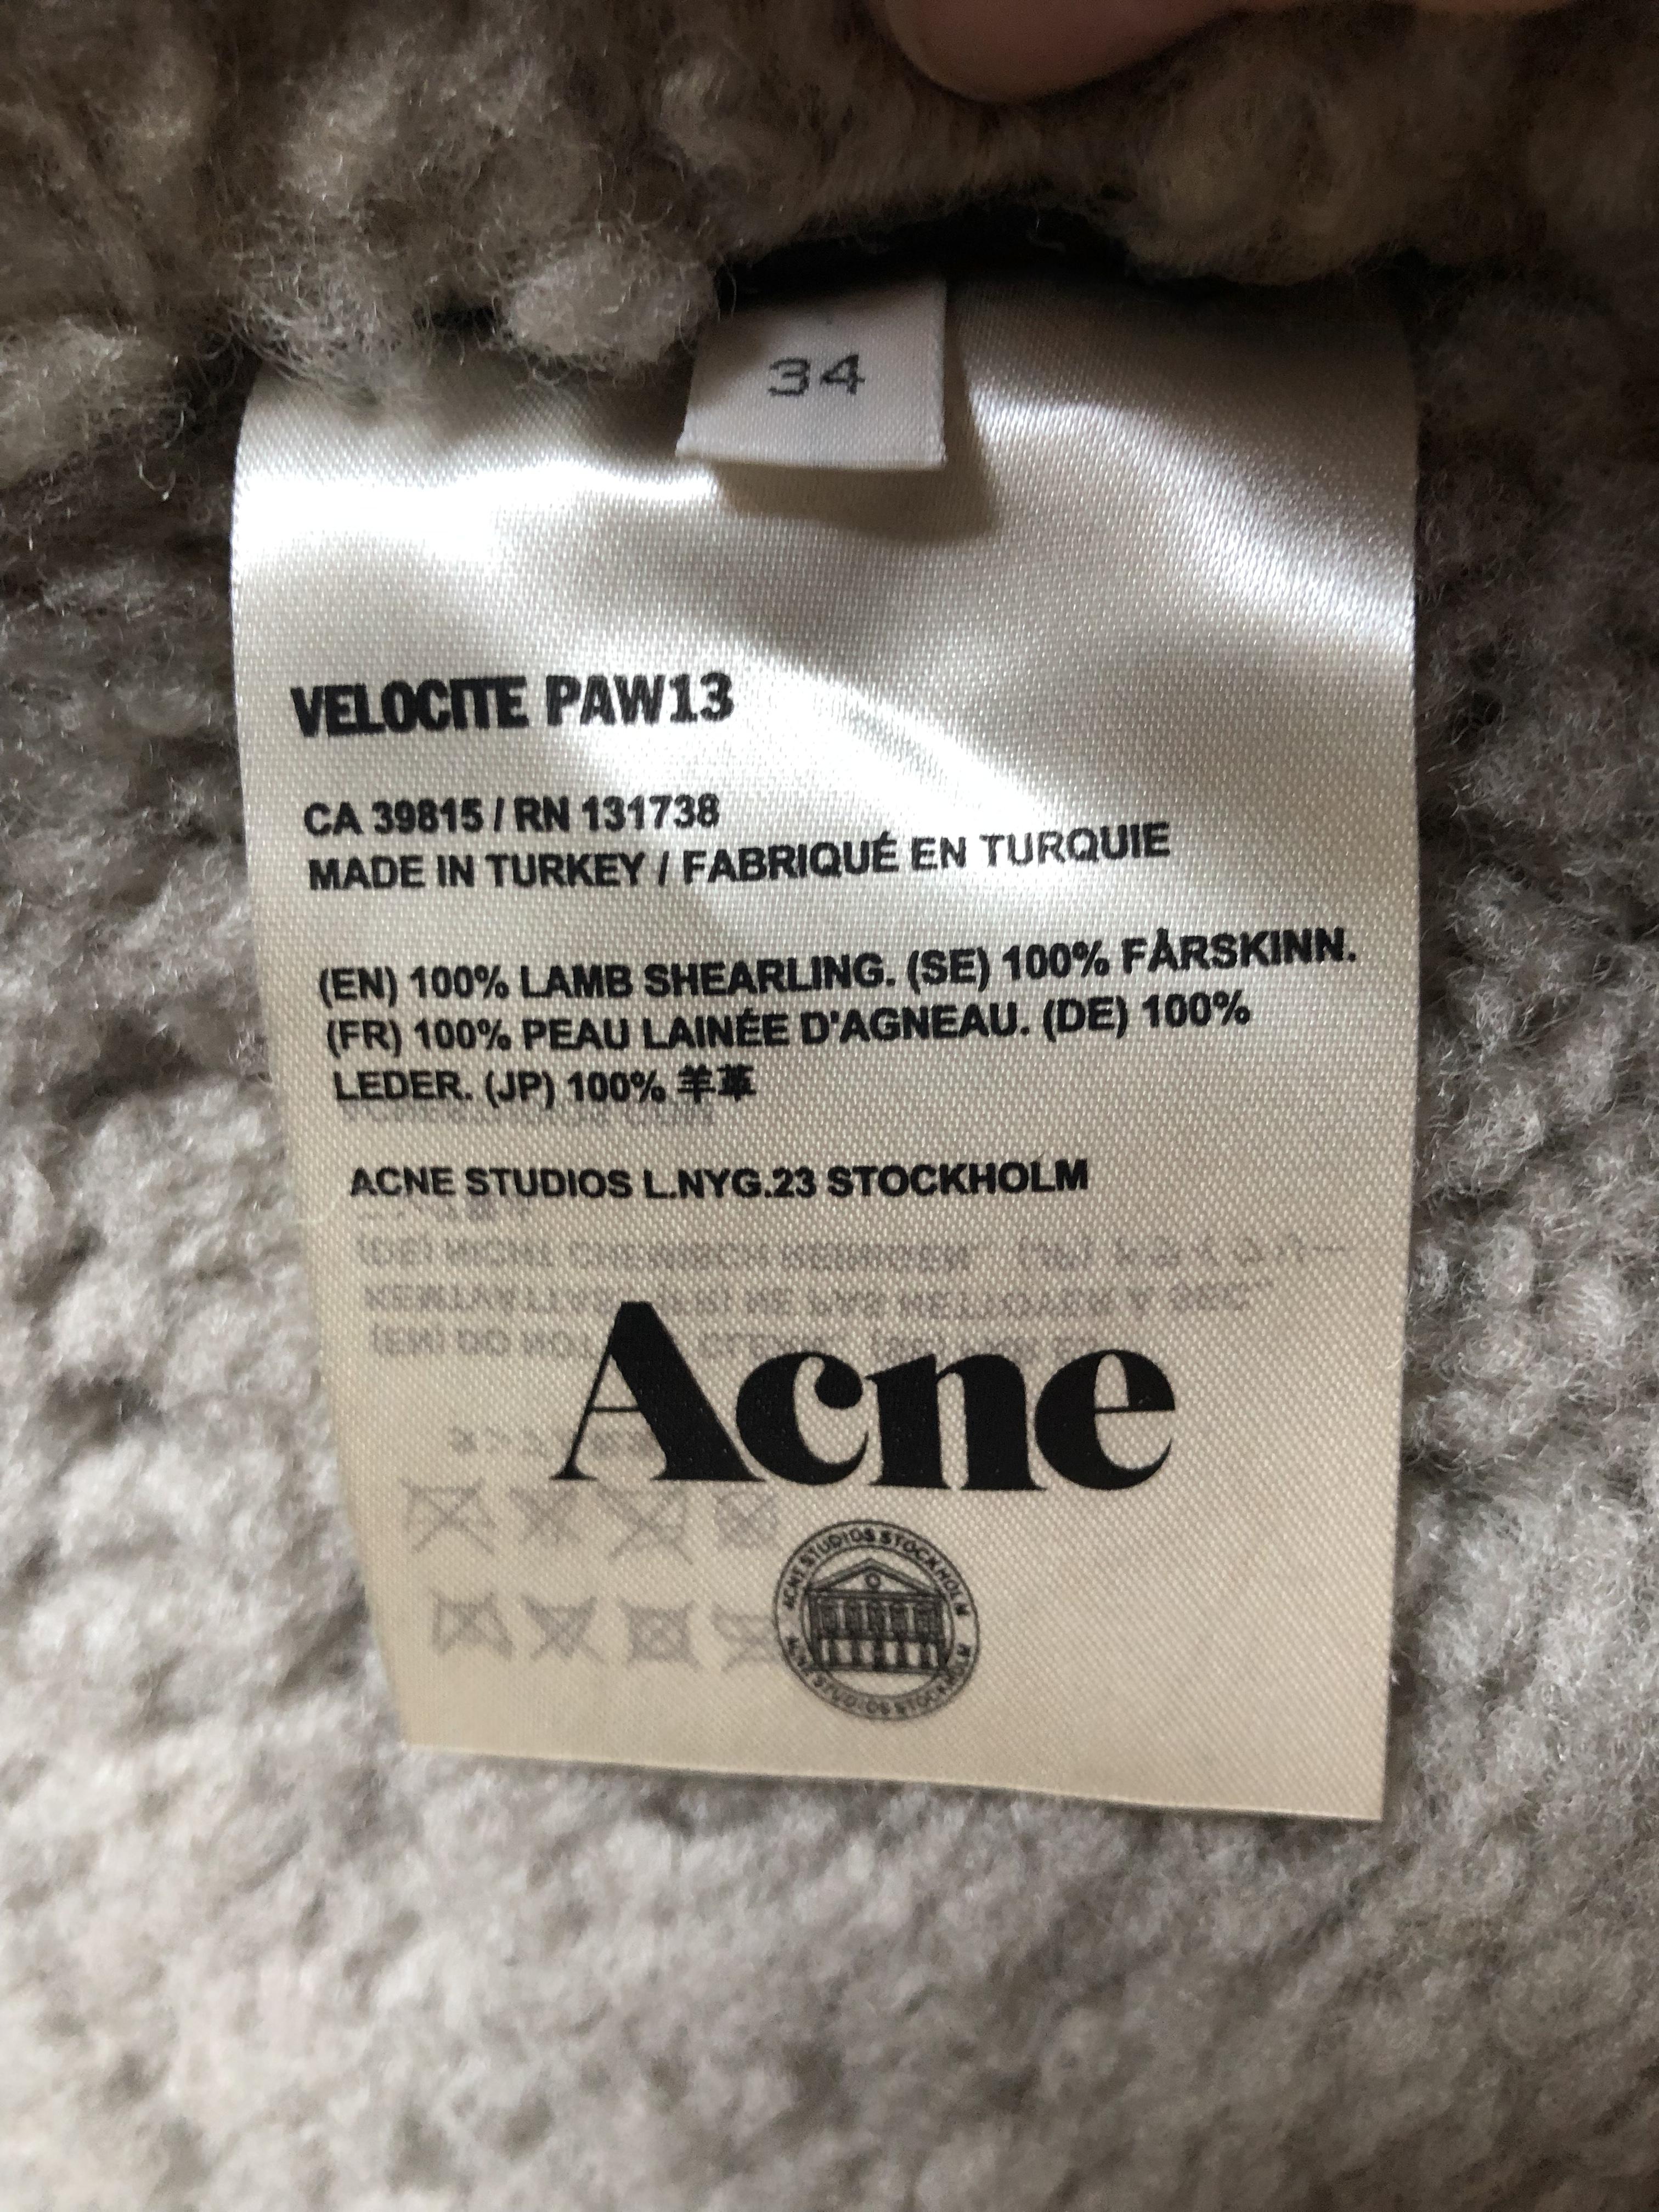 34
VELOCITE PAW13
CA 39815 / RN 131738
MADE IN TURKEY / FABRIQUÉ EN TURQUIE
(EN) 100% LAMB SHEARLING. (SE) 100% FÅRSKINN.
(FR) 100% PEAU LAINÉE D'AGNEAU. (DE) 100%
LEDER. (JP) 100% 羊革
ACNE STUDIOS L.NYG.23 STOCKHOLM
Acne
ACNE STUDIOS STOCKHOLM
ACNE STUDIOS STOCKHOLM